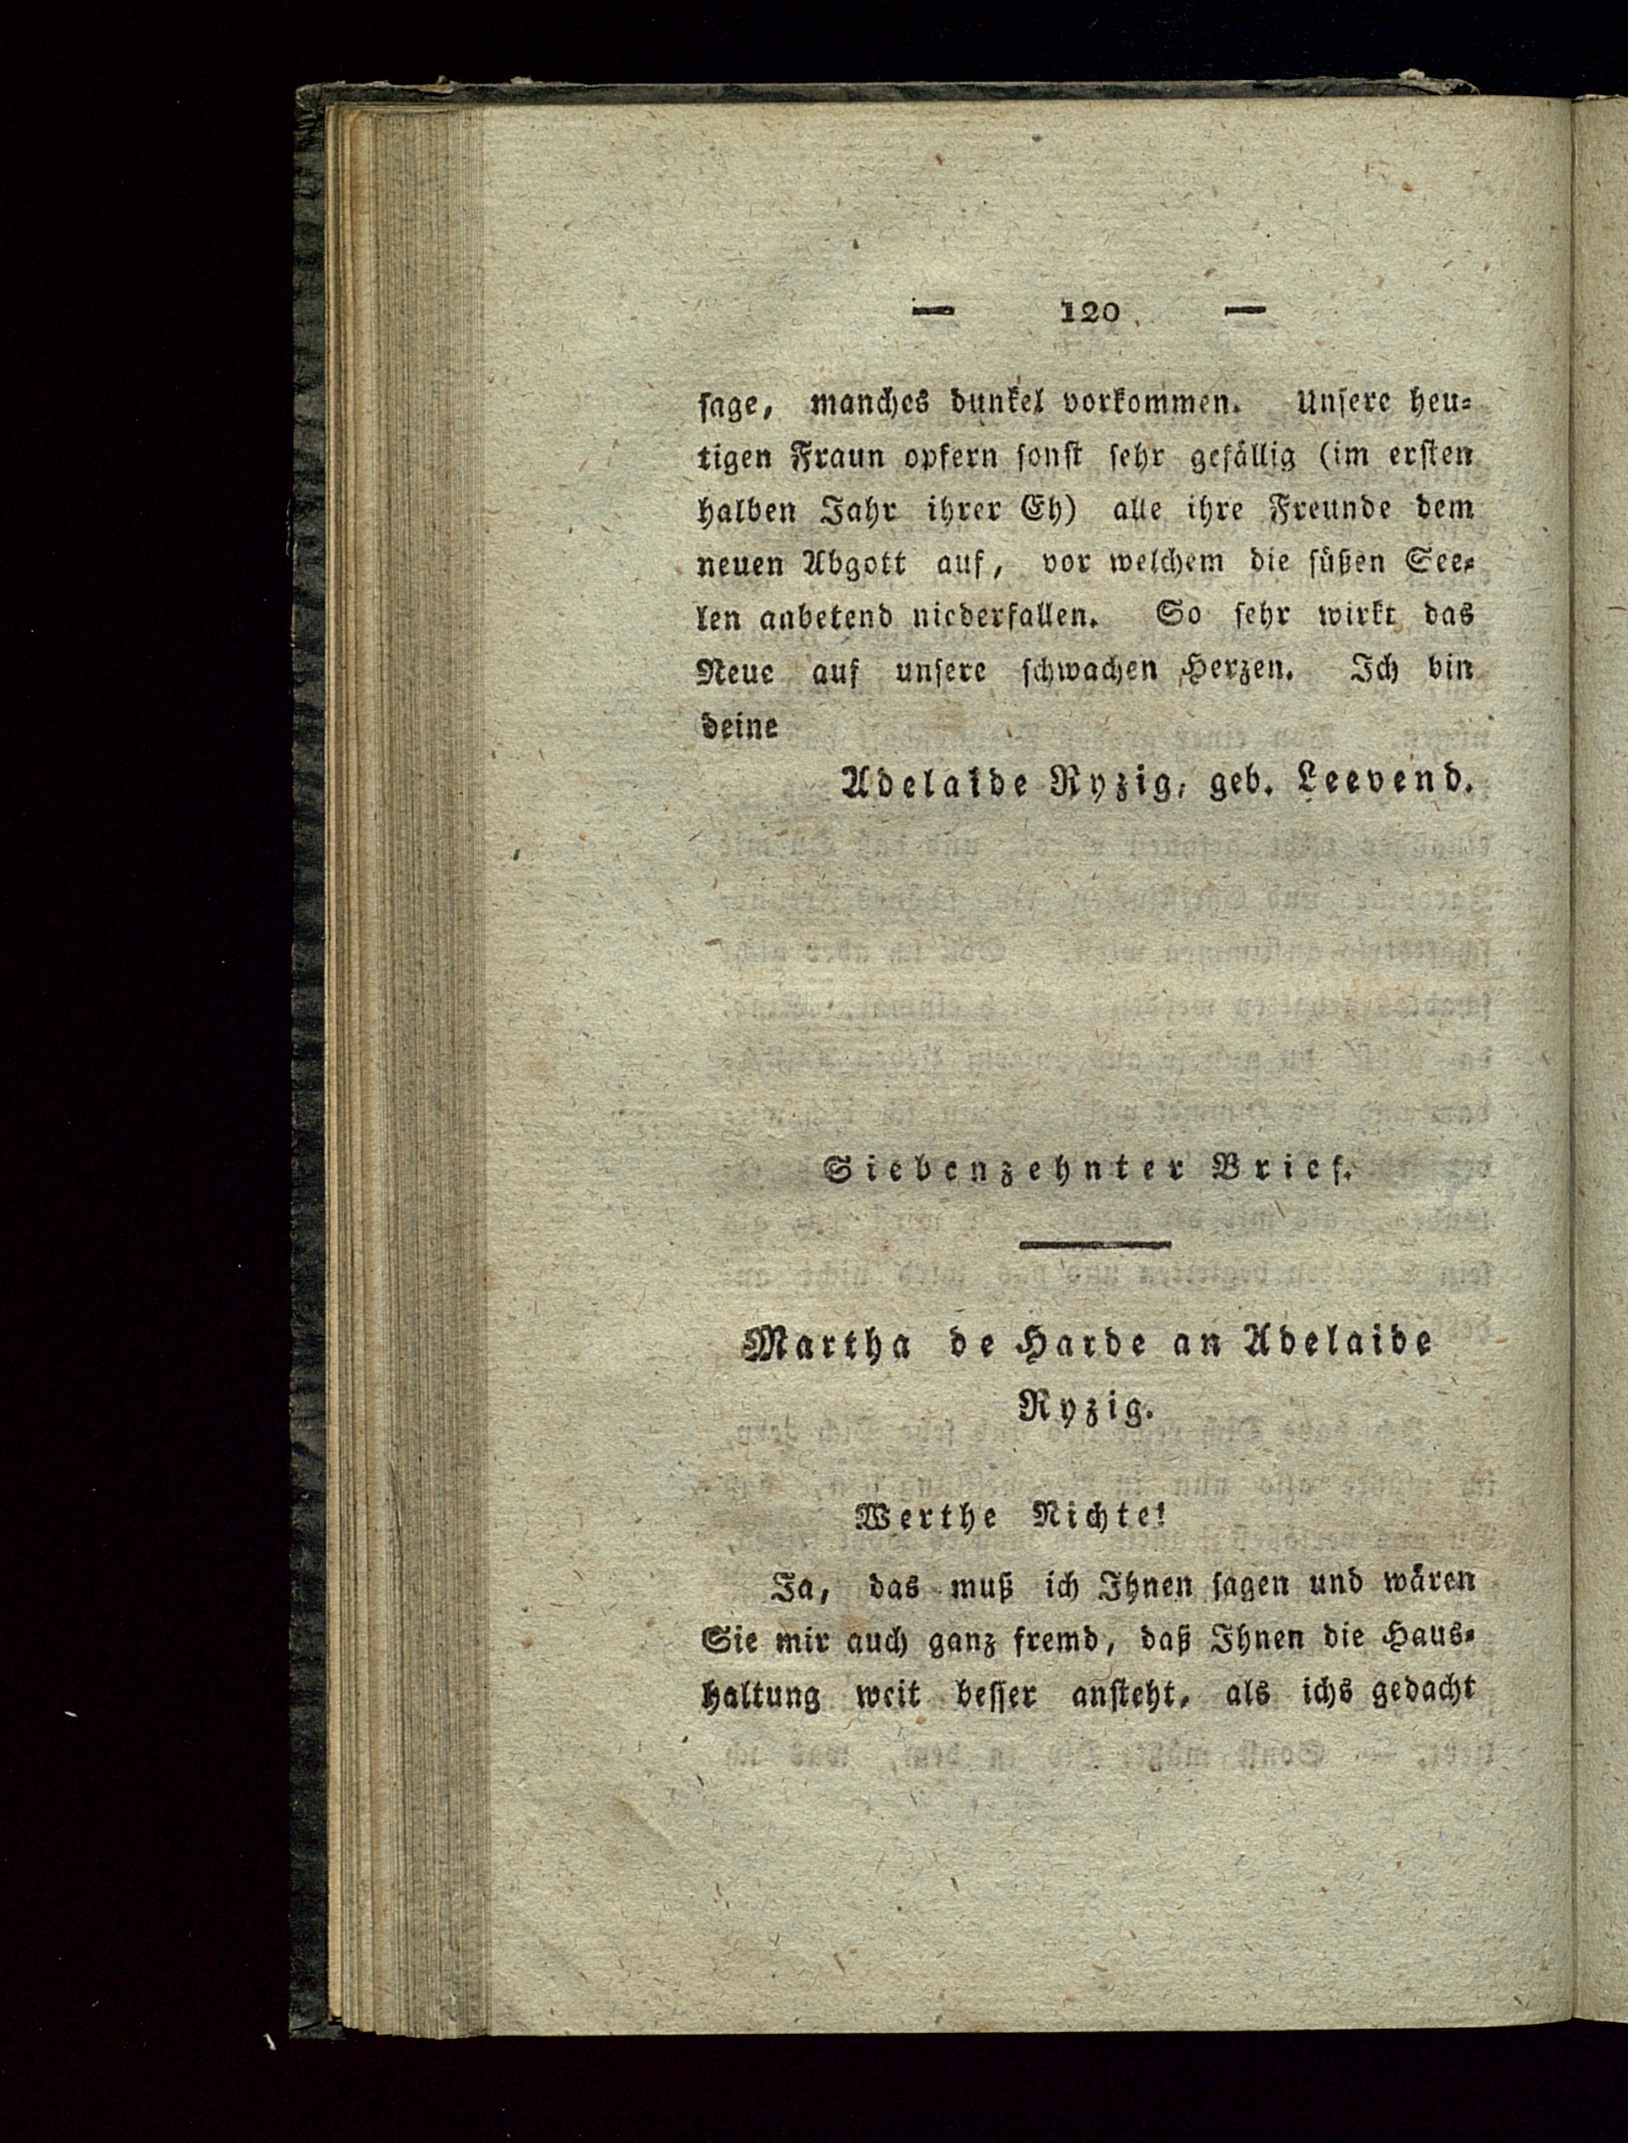 — 120 —
sage, manches dunkel vorkommen. Unsere heu-
tigen Fraun opfern sonst sehr gefällig (im ersten
halben Jahr ihrer Eh) alle ihre Freunde dem
neuen Abgott auf, vor welchem die süßen See-
len anbetend niederfallen. So sehr wirkt das
Neue auf unsere schwachen Herzen. Ich bin
deine
Adelaide Ryzig, geb. Leevend.
Siebenzehnter Brief.
Martha de Harde an Adelaide
Ryzig.
Werthe Nichte!
Ja, das muß ich Ihnen sagen und wären
Sie mir auch ganz fremd, daß Ihnen die Haus-
haltung weit besser ansteht, als ichs gedacht